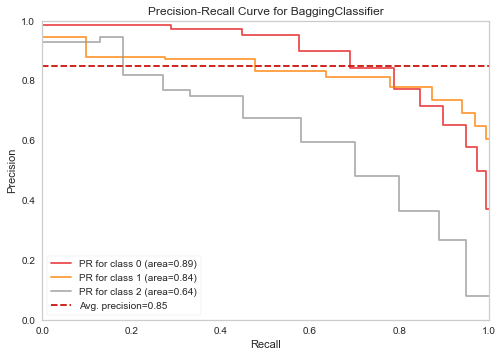 Precision-Recall Curve for BaggingClassifier
1.0
0.8
0.6
0.4
0.2
0.0
Precision
PR for class 0 (area=0.89)
PR for class 1 (area=0.84)
PR for class 2 (area=0.64)
Avg. precision=0.85
0.0 0.2 0.4 0.6 0.8 1.0
Recall